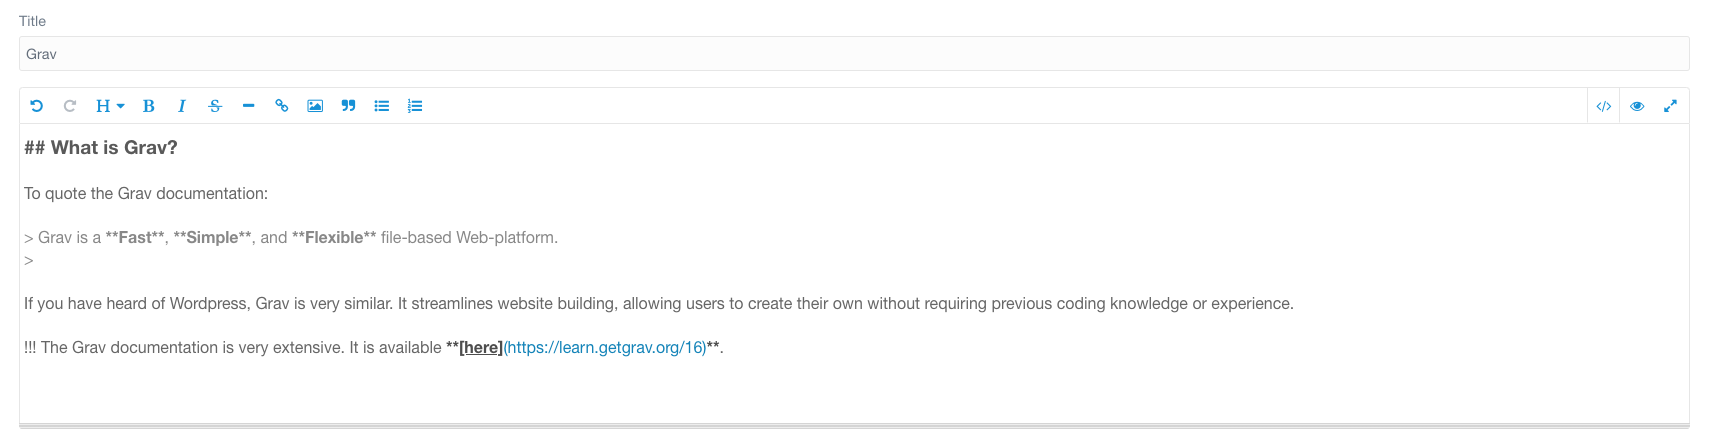 Title
Grav
H B I S
## What is Grav?
To quote the Grav documentation:
> Grav is a **Fast**, **Simple**, and **Flexible** file-based Web-platform.
>
If you have heard of Wordpress, Grav is very similar. It streamlines website building, allowing users to create their own without requiring previous coding knowledge or experience.
!!! The Grav documentation is very extensive. It is available **[here](https://learn.getgrav.org/16)**.